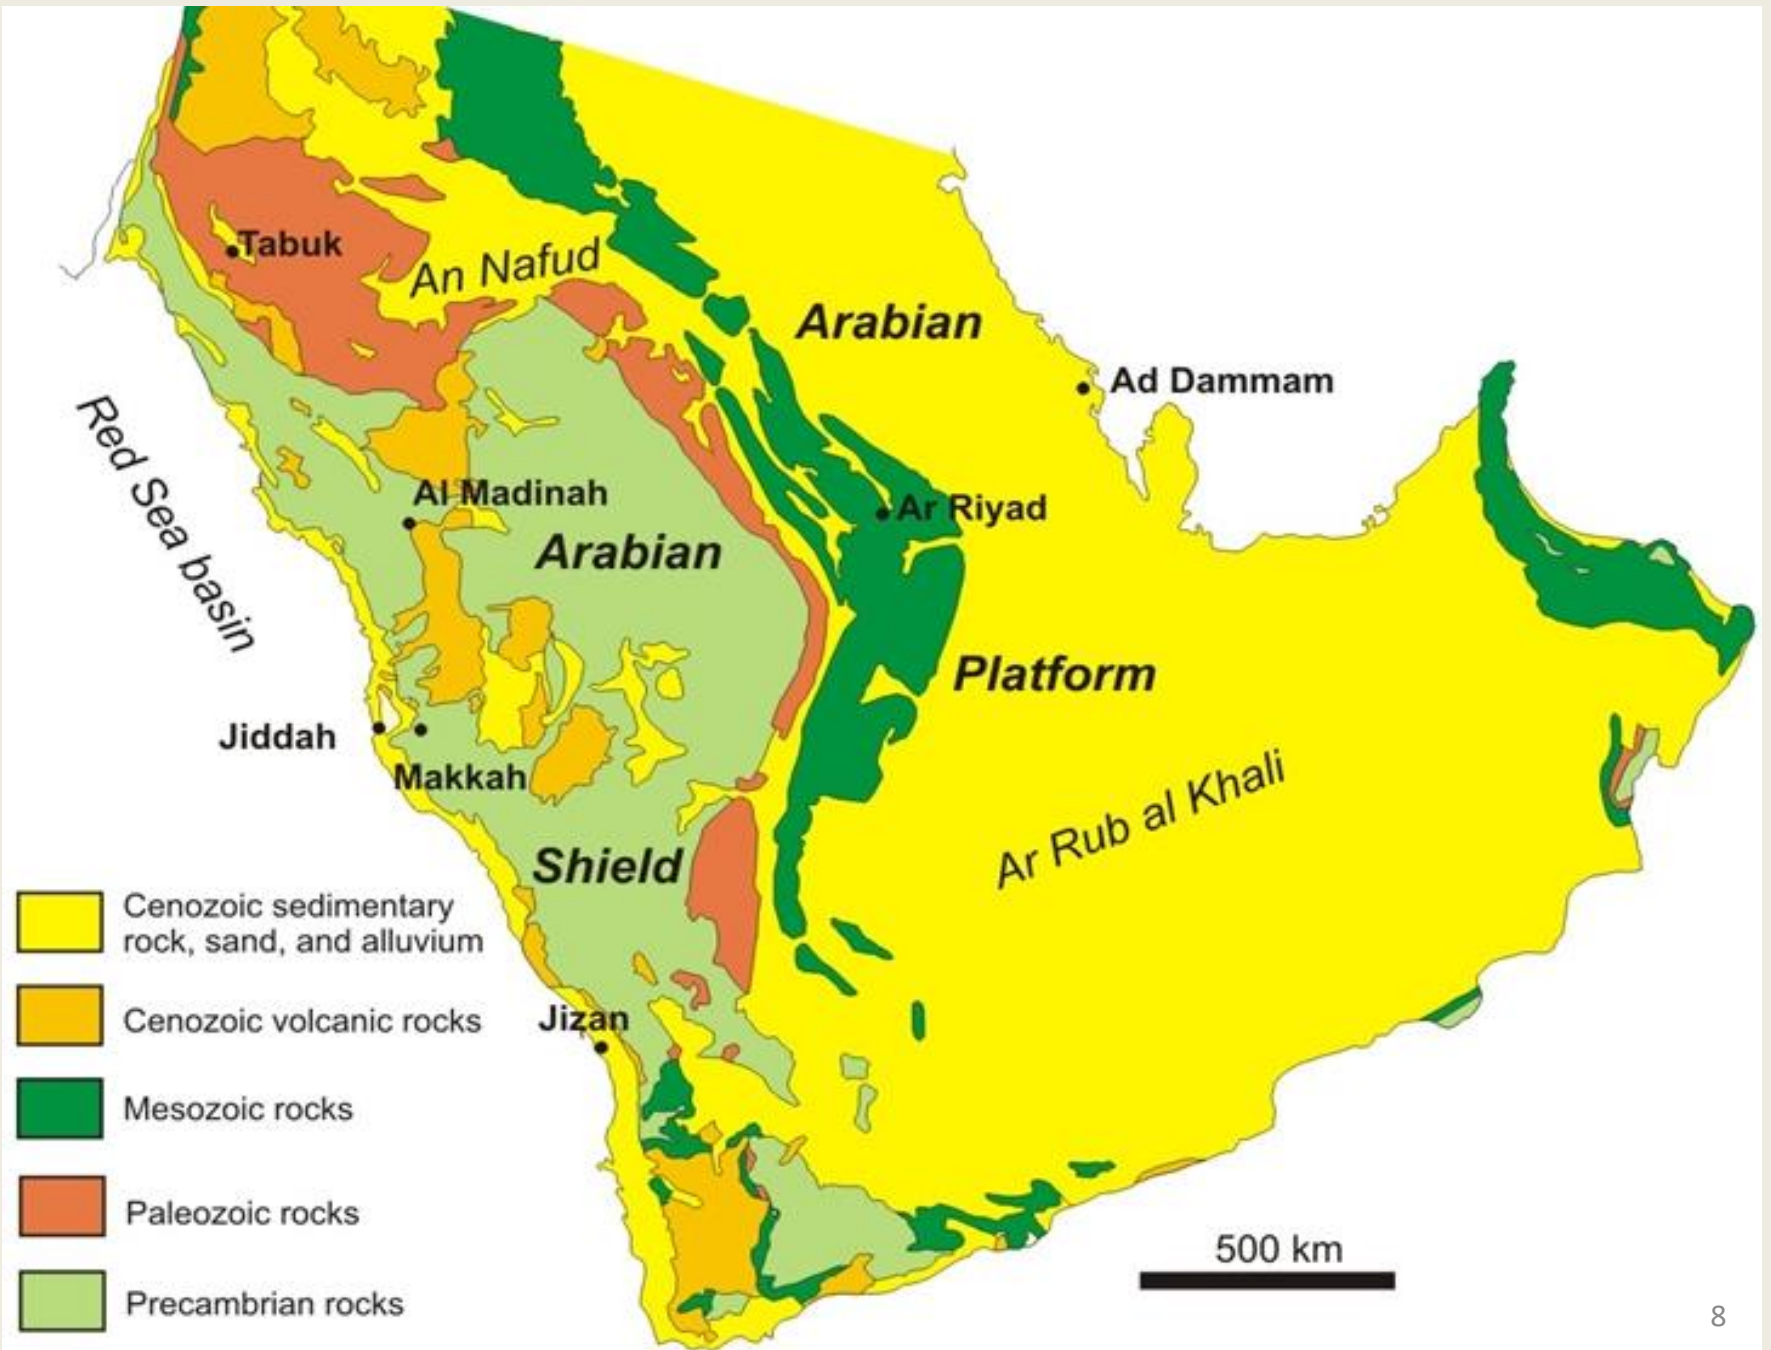 Tabuk
An Nafud
Arabian
Ad Dammam
Red Sea basin
Al Madinah
Ar Riyad
Arabian
Platform
Jiddah
Makkah
Ar Rub al Khali
Shield
Jizan
Cenozoic sedimentary
rock, sand, and alluvium
Cenozoic volcanic rocks
Mesozoic rocks
Paleozoic rocks
Precambrian rocks
500 km
8